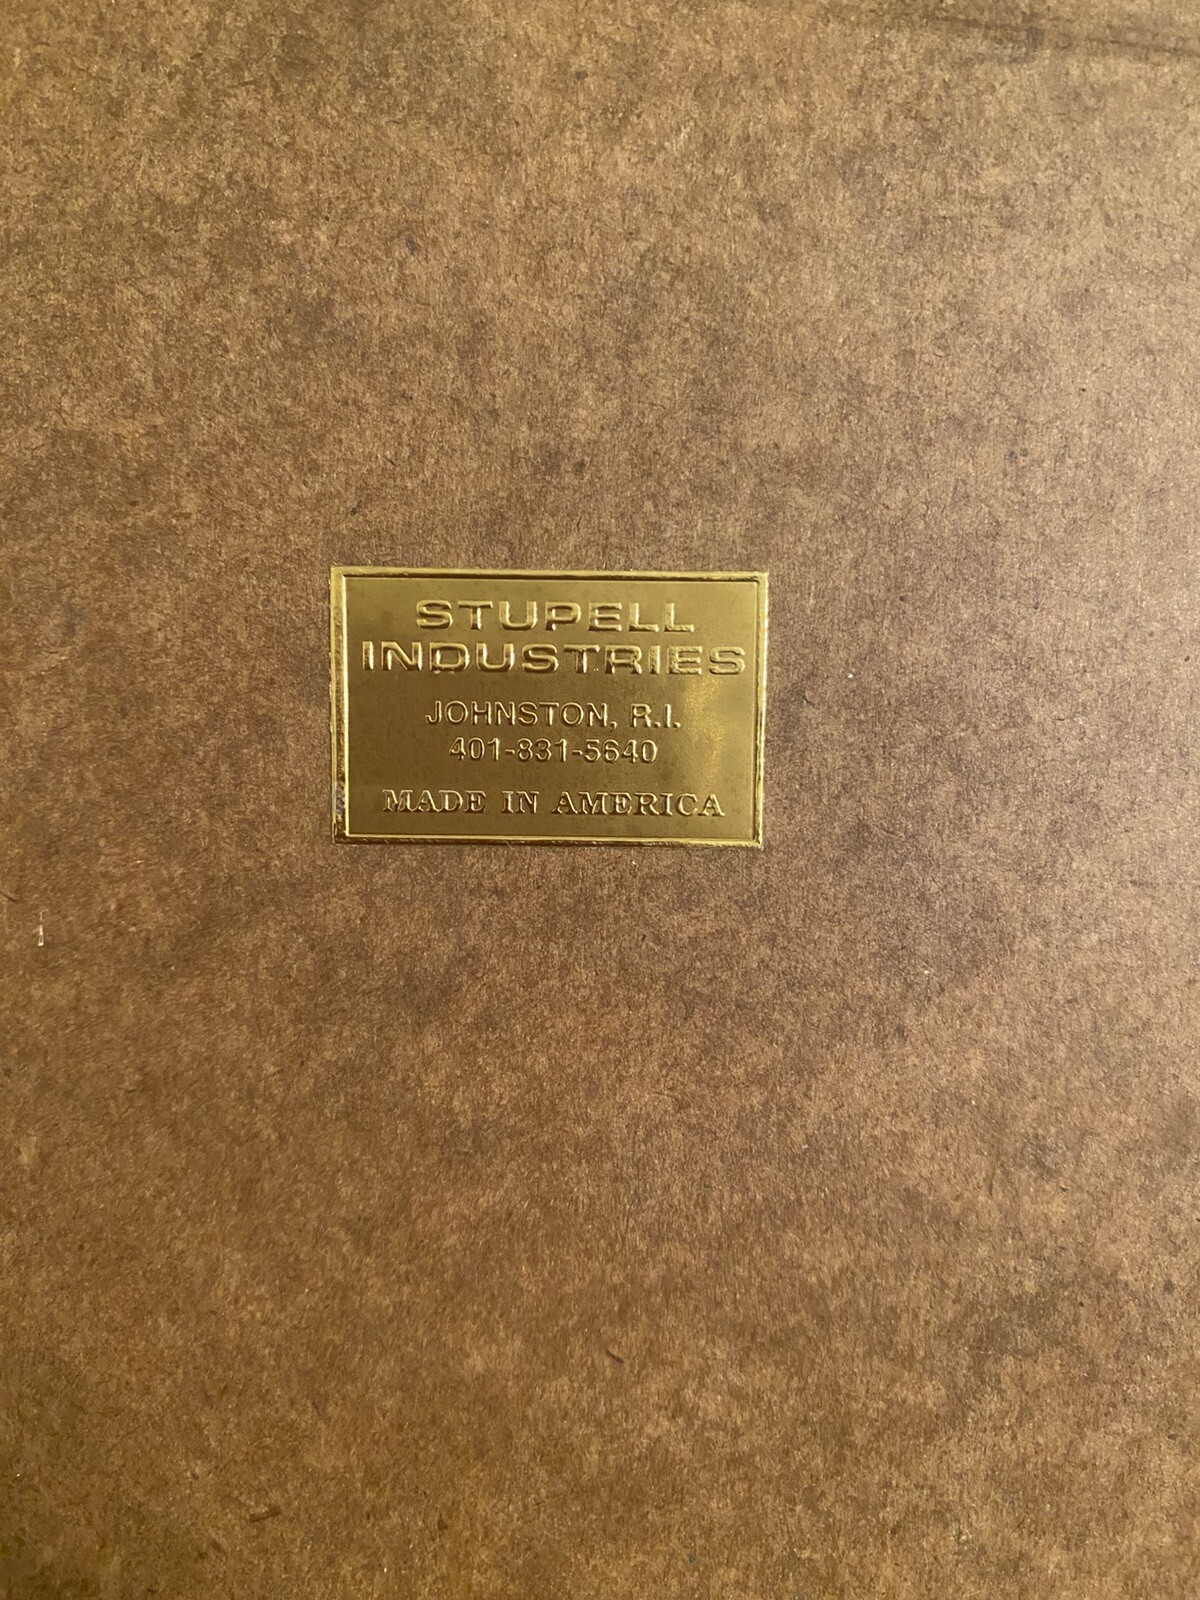 STUPELL
INDUSTRIES
JOHNSTON, R.I.
401-831-5640
MADE IN AMERICA